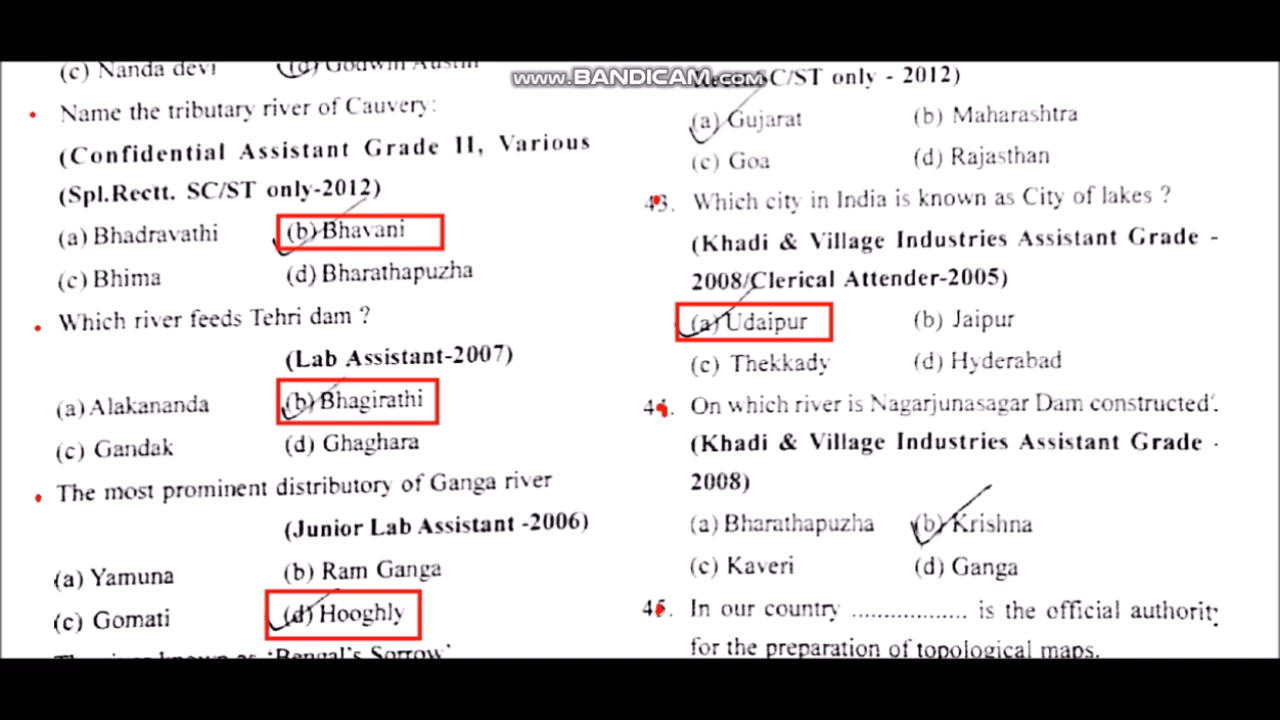 www.BANDICAM.com
(c) Nanda devi (d) Godwin Austin
Name the tributary river of Cauvery:
(Confidential Assistant Grade II, Various
(Spl.Rectt. SC/ST only-2012)
(a) Bhadravathi (b) Bhavani
(c) Bhima (d) Bharathapuzha
Which river feeds Tehri dam ?
(Lab Assistant-2007)
(a) Alakananda (b) Bhagirathi
(c) Gandak (d) Ghaghara
The most prominent distributory of Ganga river
(Junior Lab Assistant -2006)
(a) Yamuna (b) Ram Ganga
(c) Gomati (d) Hooghly
'Bengal's Sorrow'
SC/ST only - 2012)
(a) Gujarat (b) Maharashtra
(c) Goa (d) Rajasthan
43. Which city in India is known as City of lakes ?
(Khadi & Village Industries Assistant Grade -
2008/Clerical Attender-2005)
(a) Udaipur (b) Jaipur
(c) Thekkady (d) Hyderabad
44. On which river is Nagarjunasagar Dam constructed
(Khadi & Village Industries Assistant Grade -
2008)
(a) Bharathapuzha (b) Krishna
(c) Kaveri (d) Ganga
45. In our country .................. is the official authority
for the preparation of topological maps.